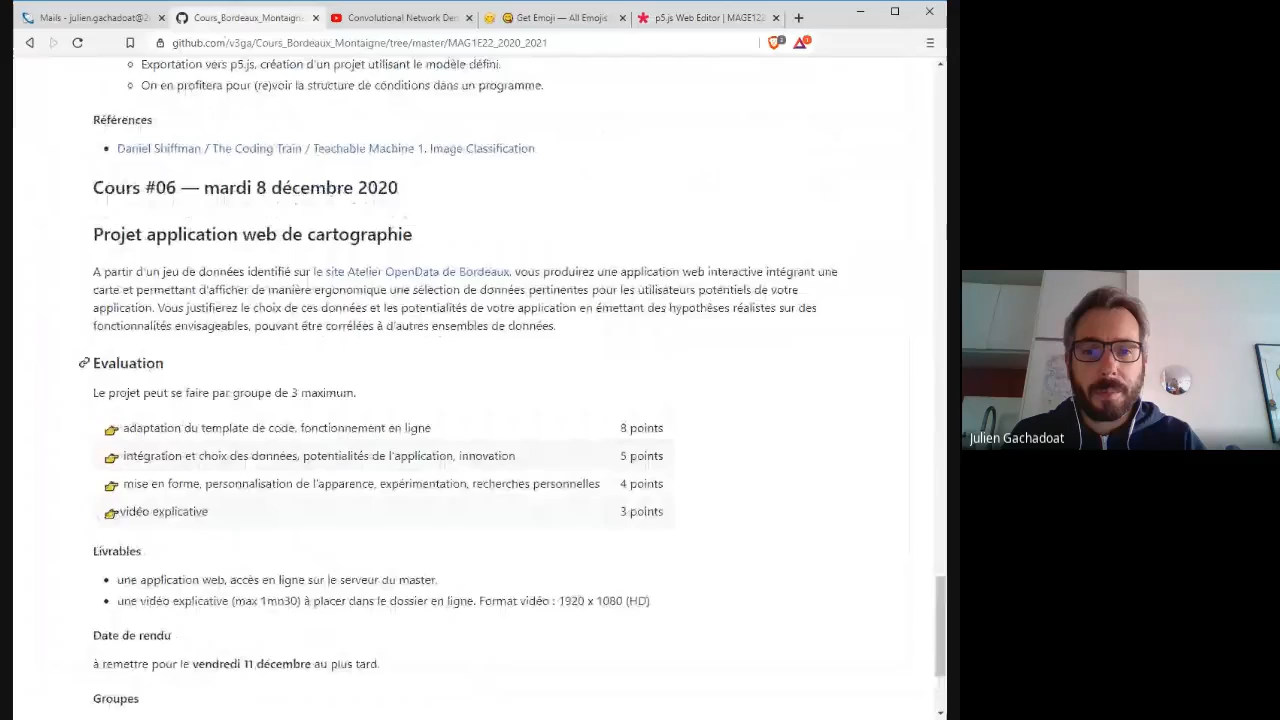 Mails - julien.gachadoat@2
Cours_Bordeaux_Montaigne
Convolutional Network Der
Get Emoji — All Emojis
p5.js Web Editor | MAGE122
github.com/v3ga/Cours_Bordeaux_Montaigne/tree/master/MAG1E22_2020_2021
Exportation vers p5.js, création d'un projet utilisant le modèle défini.
On en profitera pour (re)voir la structure de conditions dans un programme.
Références
Daniel Shiffman / The Coding Train / Teachable Machine 1. Image Classification
Cours #06 — mardi 8 décembre 2020
Projet application web de cartographie
A partir d'un jeu de données identifié sur le site Atelier OpenData de Bordeaux, vous produirez une application web interactive intégrant une
carte et permettant d'afficher de manière ergonomique une sélection de données pertinentes pour les utilisateurs potentiels de votre
application. Vous justifierez le choix de ces données et les potentialités de votre application en émettant des hypothèses réalistes sur des
fonctionnalités envisageables, pouvant être corrélées à d'autres ensembles de données.
Evaluation
Le projet peut se faire par groupe de 3 maximum.
adaptation du template de code, fonctionnement en ligne 8 points
intégration et choix des données, potentialités de l'application, innovation 5 points
mise en forme, personnalisation de l'apparence, expérimentation, recherches personnelles 4 points
vidéo explicative 3 points
Livrables
une application web, accès en ligne sur le serveur du master.
une vidéo explicative (max 1mn30) à placer dans le dossier en ligne. Format vidéo : 1920 x 1080 (HD)
Date de rendu
à remettre pour le vendredi 11 décembre au plus tard.
Groupes
Julien Gachadoat